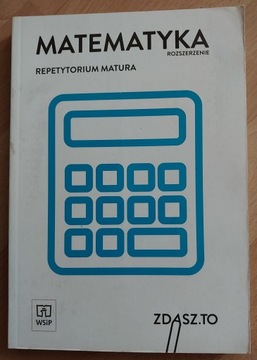 MATEMATYKA
ROZSZERZENIE
REPETYTORIUM MATURA
WSiP
ZDASZ.TO